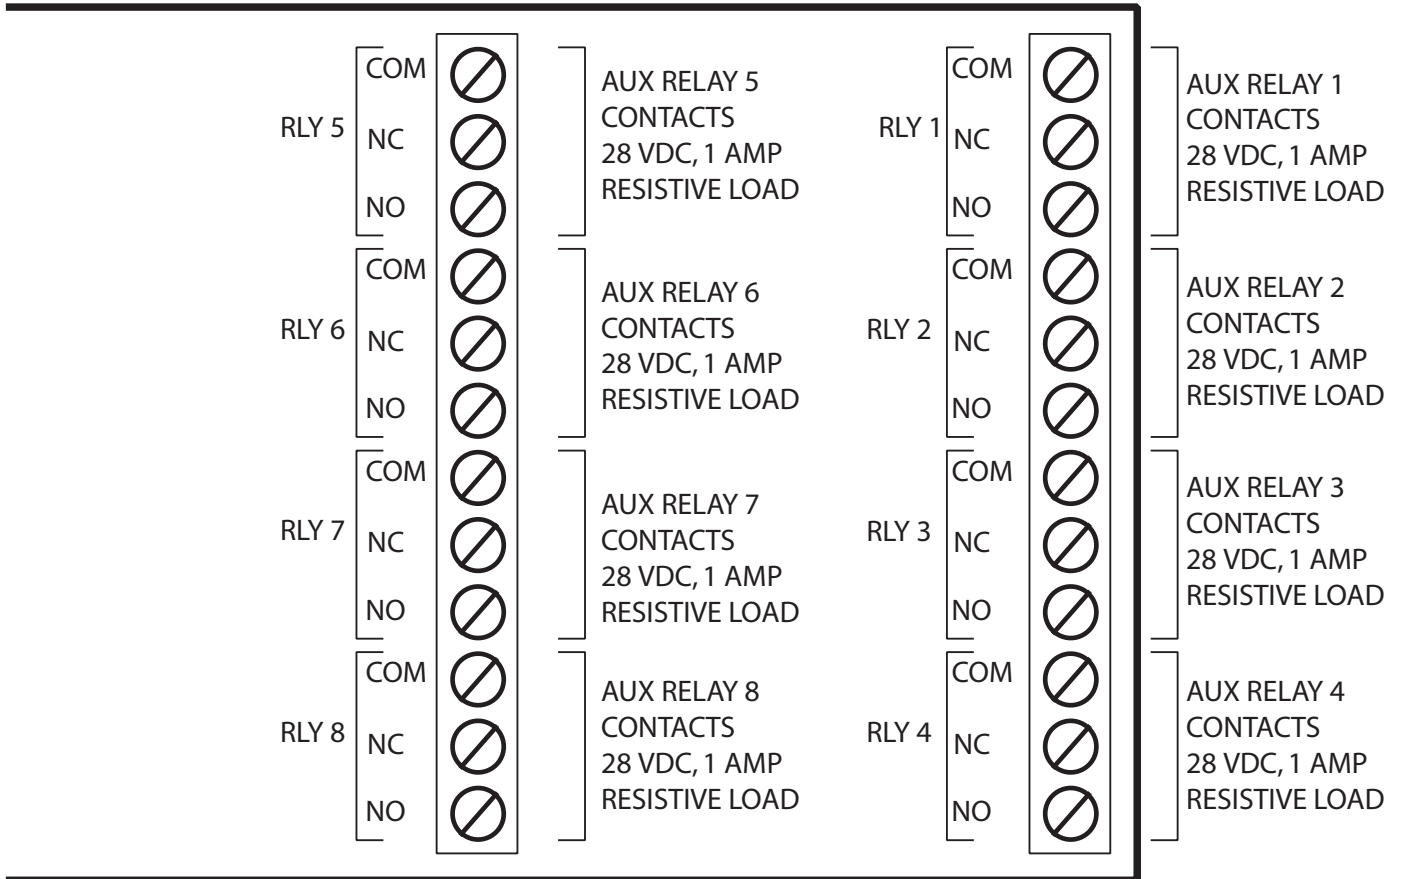 COM
RLY 5
NC
NO
AUX RELAY 5
CONTACTS
28 VDC, 1 AMP
RESISTIVE LOAD
COM
RLY 6
NC
NO
AUX RELAY 6
CONTACTS
28 VDC, 1 AMP
RESISTIVE LOAD
COM
RLY 7
NC
NO
AUX RELAY 7
CONTACTS
28 VDC, 1 AMP
RESISTIVE LOAD
COM
RLY 8
NC
NO
AUX RELAY 8
CONTACTS
28 VDC, 1 AMP
RESISTIVE LOAD
COM
RLY 1
NC
NO
AUX RELAY 1
CONTACTS
28 VDC, 1 AMP
RESISTIVE LOAD
COM
RLY 2
NC
NO
AUX RELAY 2
CONTACTS
28 VDC, 1 AMP
RESISTIVE LOAD
COM
RLY 3
NC
NO
AUX RELAY 3
CONTACTS
28 VDC, 1 AMP
RESISTIVE LOAD
COM
RLY 4
NC
NO
AUX RELAY 4
CONTACTS
28 VDC, 1 AMP
RESISTIVE LOAD